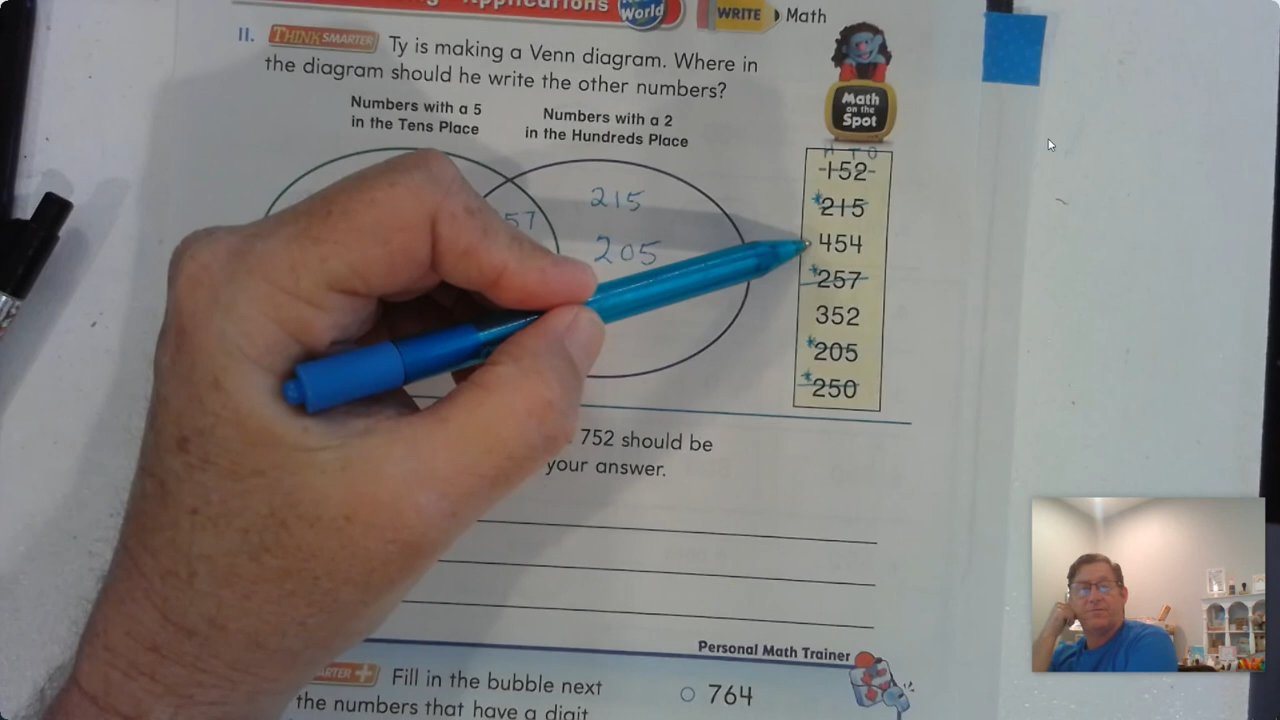 Applications
World
WRITE Math
11. THINK SMARTER Ty is making a Venn diagram. Where in
the diagram should he write the other numbers?
Numbers with a 5
in the Tens Place
Numbers with a 2
in the Hundreds Place
Math
on the
Spot
H T O
152
215
454
257
352
205
250
57
215
205
752 should be
your answer.
Personal Math Trainer
ARTER + Fill in the bubble next
the numbers that have a digit
764